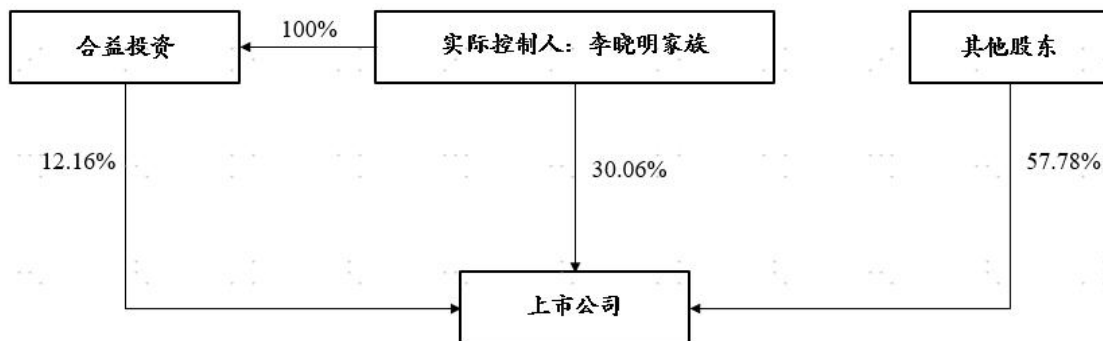 合益投资
100%
实际控制人：李晓明家族
其他股东
12.16%
30.06%
57.78%
上市公司